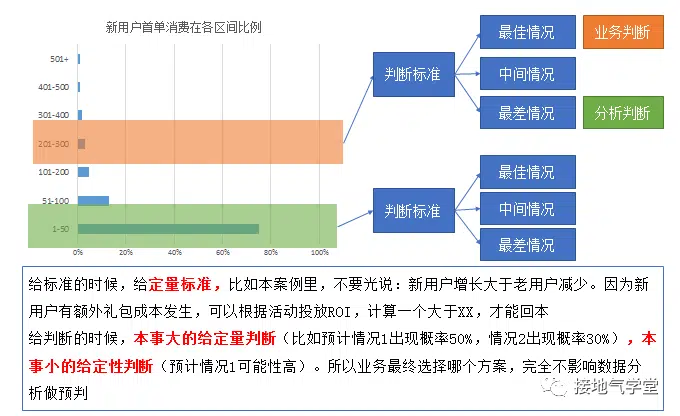 新用户首单消费在各区间比例
501+
401-500
301-400
201-300
101-200
51-100
1-50
0%
20%
40%
60%
80%
100%
判断标准
最佳情况
业务判断
中间情况
最差情况
分析判断
判断标准
最佳情况
中间情况
最差情况
给标准的时候，给定量标准，比如本案例里，不要光说：新用户增长大于老用户减少。因为新
用户有额外礼包成本发生，可以根据活动投放ROI，计算一个大于XX，才能回本
给判断的时候，本事大的给定量判断（比如预计情况1出现概率50%，情况2出现概率30%），本
事小的给定性判断（预计情况1可能性高）。所以业务最终选择哪个方案，完全不影响数据分
析做预判
接地气学堂